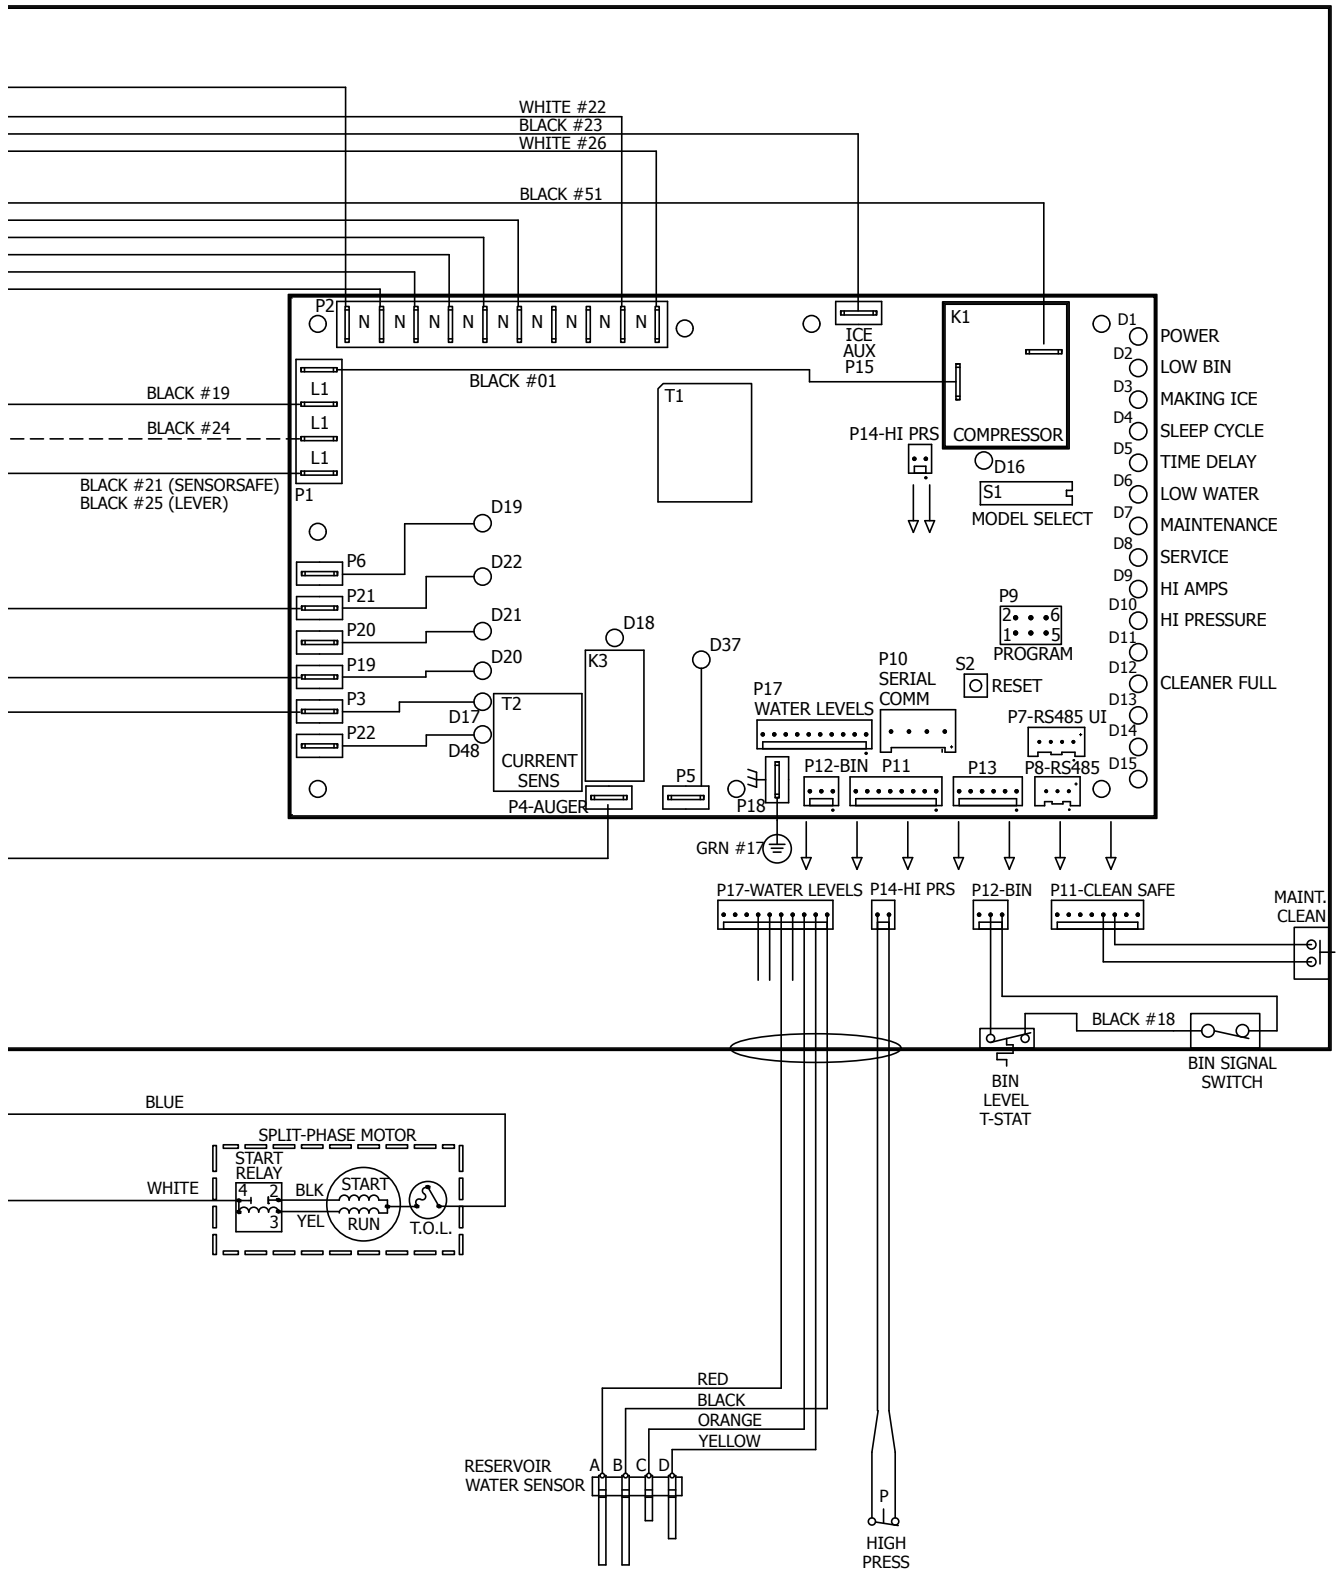 WHITE #22
BLACK #23
WHITE #26
BLACK #51
P2
N N N N N N N N N
ICE
AUX
P15
K1
COMPRESSOR
D1
POWER
D2
LOW BIN
D3
MAKING ICE
D4
SLEEP CYCLE
D5
TIME DELAY
D6
LOW WATER
D7
MAINTENANCE
D8
SERVICE
D9
HI AMPS
D10
HI PRESSURE
D11
D12
CLEANER FULL
D13
D14
D15
BLACK #01
BLACK #19
BLACK #24
BLACK #21 (SENSORSAFE)
BLACK #25 (LEVER)
L1
L1
L1
P1
T1
P14-HI PRS
D16
S1
MODEL SELECT
D19
P6
D22
P21
D21
P20
D20
P19
P3
D17
P22
D48
T2
CURRENT
SENS
D18
K3
D37
P4-AUGER
P5
P9
2 6
1 5
PROGRAM
P10
SERIAL
COMM
S2
RESET
P17
WATER LEVELS
P7-RS485 UI
P12-BIN
P11
P13
P8-RS485
P18
GRN #17
P17-WATER LEVELS
P14-HI PRS
P12-BIN
P11-CLEAN SAFE
MAINT.
CLEAN
BLACK #18
BIN SIGNAL
SWITCH
BIN
LEVEL
T-STAT
BLUE
SPLIT-PHASE MOTOR
START
RELAY
WHITE
4 2
3
BLK
YEL
START
RUN
T.O.L.
RED
BLACK
ORANGE
YELLOW
RESERVOIR
WATER SENSOR
A B C D
P
HIGH
PRESS